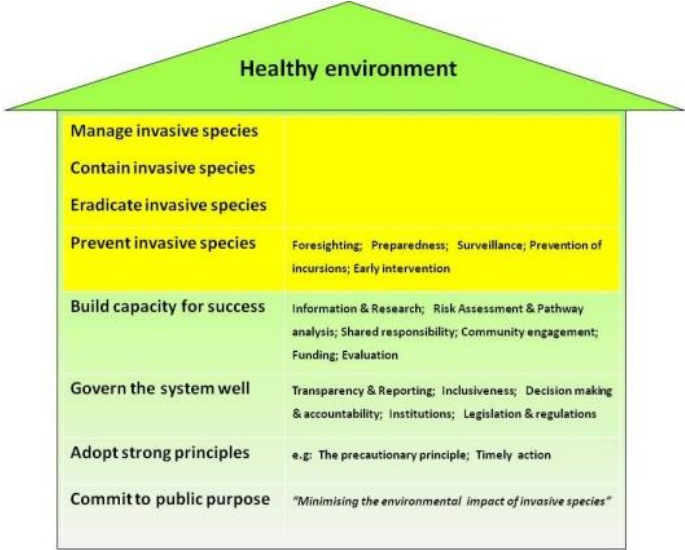 Healthy environment
Manage invasive species
Contain invasive species
Eradicate invasive species
Prevent invasive species
Foresighting; Preparedness; Surveillance; Prevention of
incursions; Early intervention
Build capacity for success
Information & Research; Risk Assessment & Pathway
analysis; Shared responsibility; Community engagement;
Funding; Evaluation
Govern the system well
Transparency & Reporting; Inclusiveness; Decision making
& accountability; Institutions; Legislation & regulations
Adopt strong principles
e.g: The precautionary principle; Timely action
Commit to public purpose
"Minimising the environmental impact of invasive species"